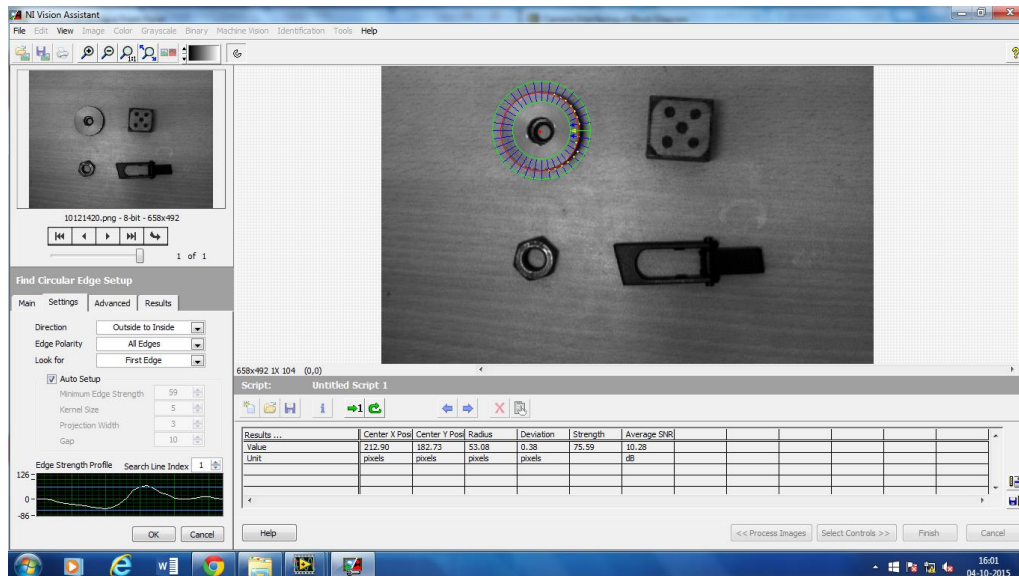 NI Vision Assistant
File Edit View Image Color Grayscale Binary Machine Vision Identification Tools Help
1:1
10121420.png - 8-bit - 658x492
1 of 1
Find Circular Edge Setup
Main Settings Advanced Results
Direction Outside to Inside
Edge Polarity All Edges
Look for First Edge
Auto Setup
Minimum Edge Strength 59
Kernel Size 5
Projection Width 3
Gap 10
Edge Strength Profile Search Line Index 1
126
0
-86
OK Cancel
658x492 1X 104 (0,0)
Script: Untitled Script 1
Results ... Center X Posi Center Y Posi Radius Deviation Strength Average SNR
Value 212.90 182.73 53.08 0.38 75.59 10.28
Unit pixels pixels pixels pixels dB
Help << Process Images Select Controls >> Finish Cancel
16:01
04-10-2015